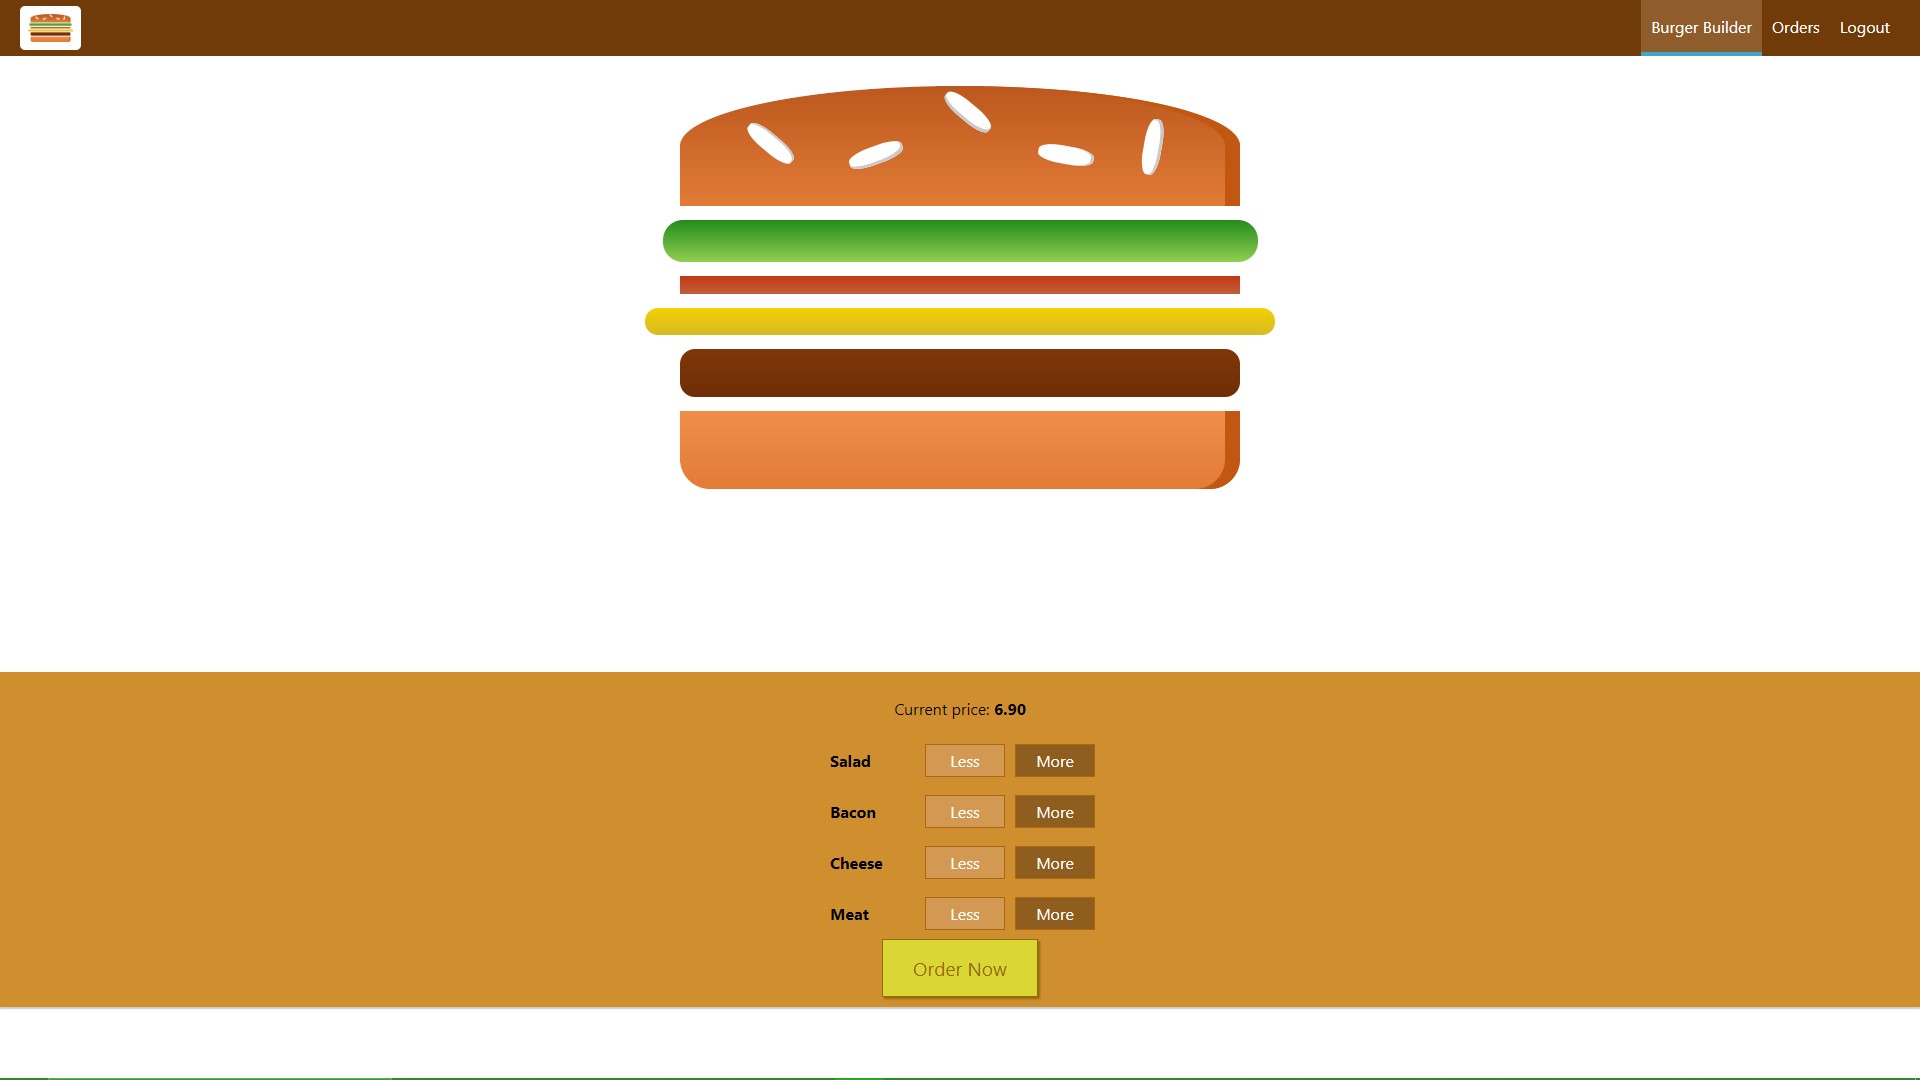 Burger Builder Orders Logout
Current price: 6.90
Salad Less More
Bacon Less More
Cheese Less More
Meat Less More
Order Now